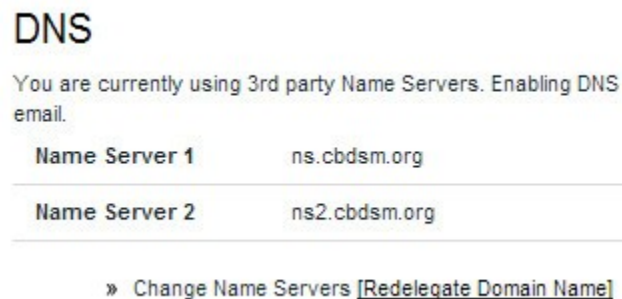 DNS
You are currently using 3rd party Name Servers. Enabling DNS
email.
Name Server 1 ns.cbdsm.org
Name Server 2 ns2.cbdsm.org
» Change Name Servers [Redelegate Domain Name]